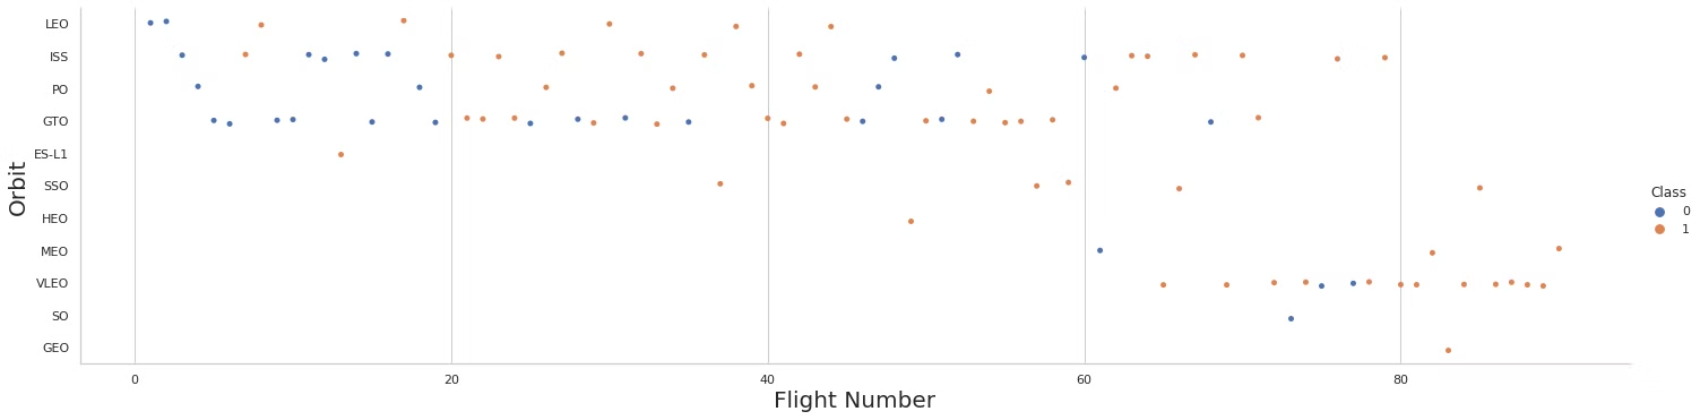 Orbit
LEO
ISS
PO
GTO
ES-L1
SSO
HEO
MEO
VLEO
SO
GEO
0 20 40 60 80
Flight Number
Class
0
1